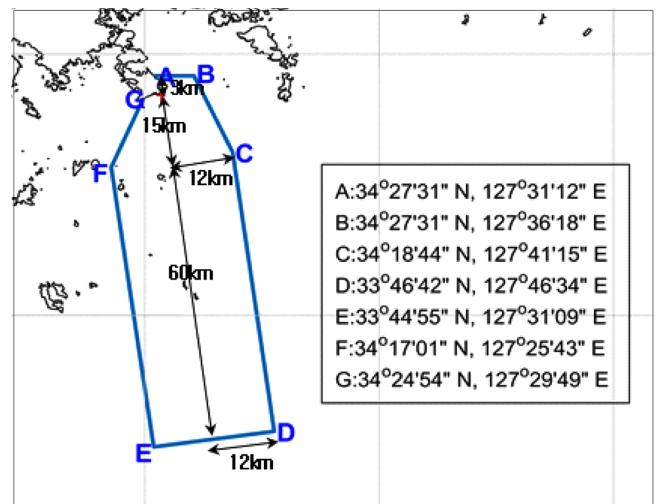 A
B
3km
G
15km
C
F
12km
60km
A:34°27'31" N, 127°31'12" E
B:34°27'31" N, 127°36'18" E
C:34°18'44" N, 127°41'15" E
D:33°46'42" N, 127°46'34" E
E:33°44'55" N, 127°31'09" E
F:34°17'01" N, 127°25'43" E
G:34°24'54" N, 127°29'49" E
D
E
12km